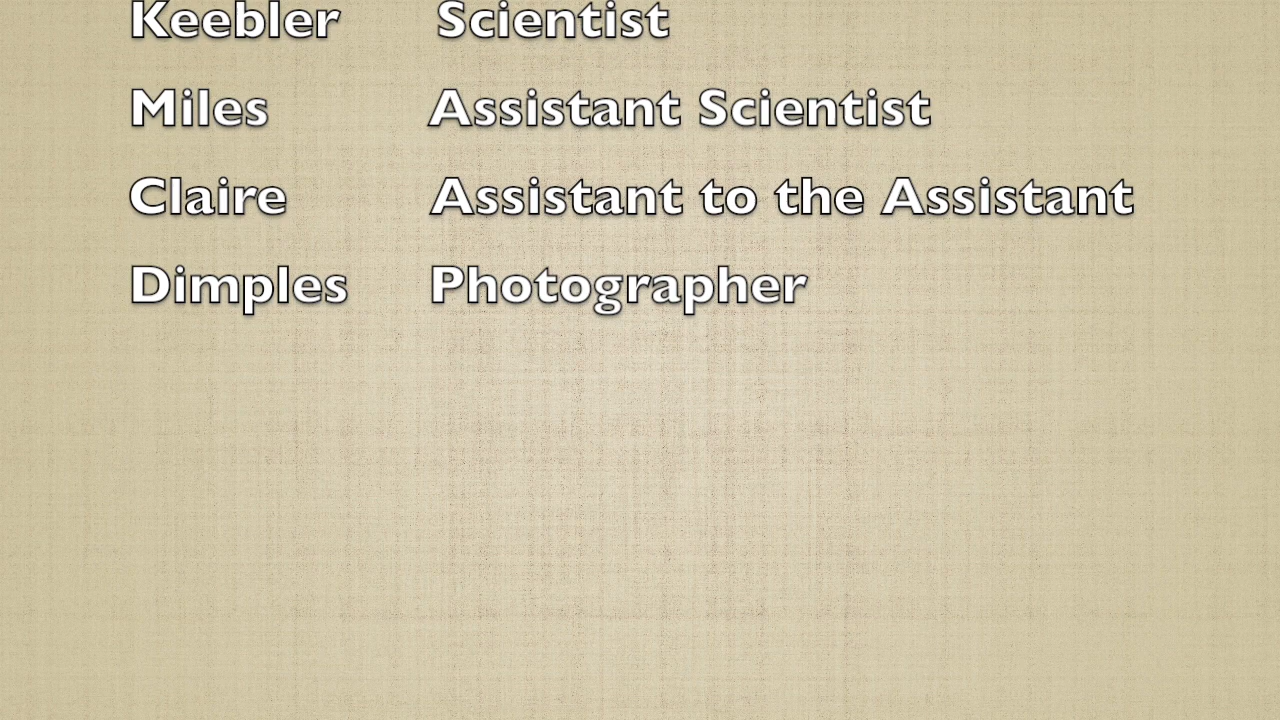 Keebler Scientist
Miles Assistant Scientist
Claire Assistant to the Assistant
Dimples Photographer